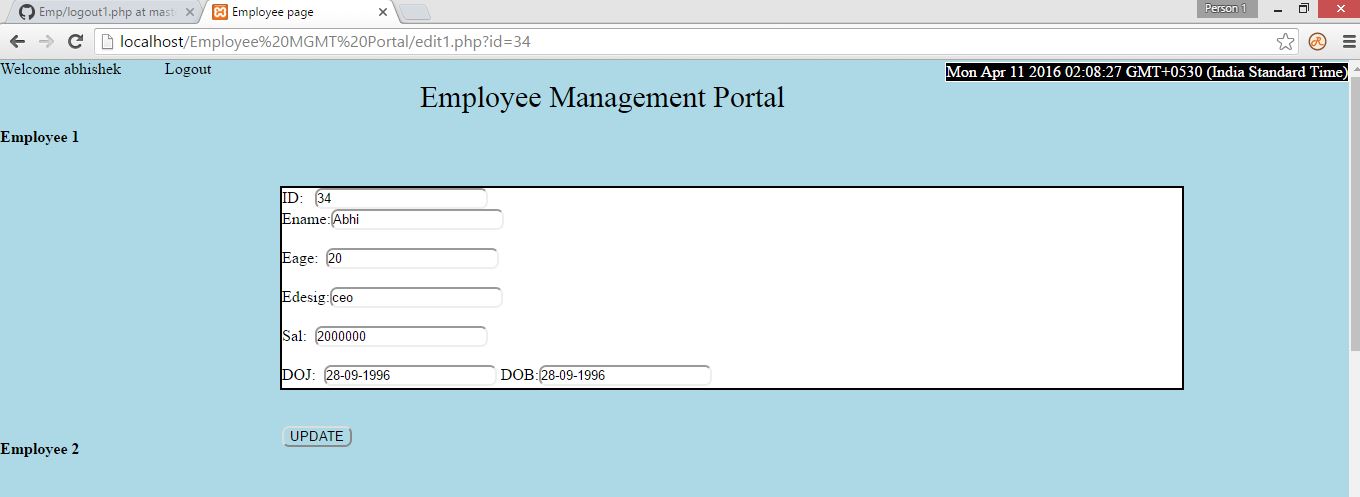 Emp/logout1.php at mast
Employee page
Person 1
localhost/Employee%20MGMT%20Portal/edit1.php?id=34
Welcome abhishek Logout
Mon Apr 11 2016 02:08:27 GMT+0530 (India Standard Time)
Employee Management Portal
Employee 1
ID: 34
Ename: Abhi
Eage: 20
Edesig: ceo
Sal: 2000000
DOJ: 28-09-1996 DOB: 28-09-1996
UPDATE
Employee 2